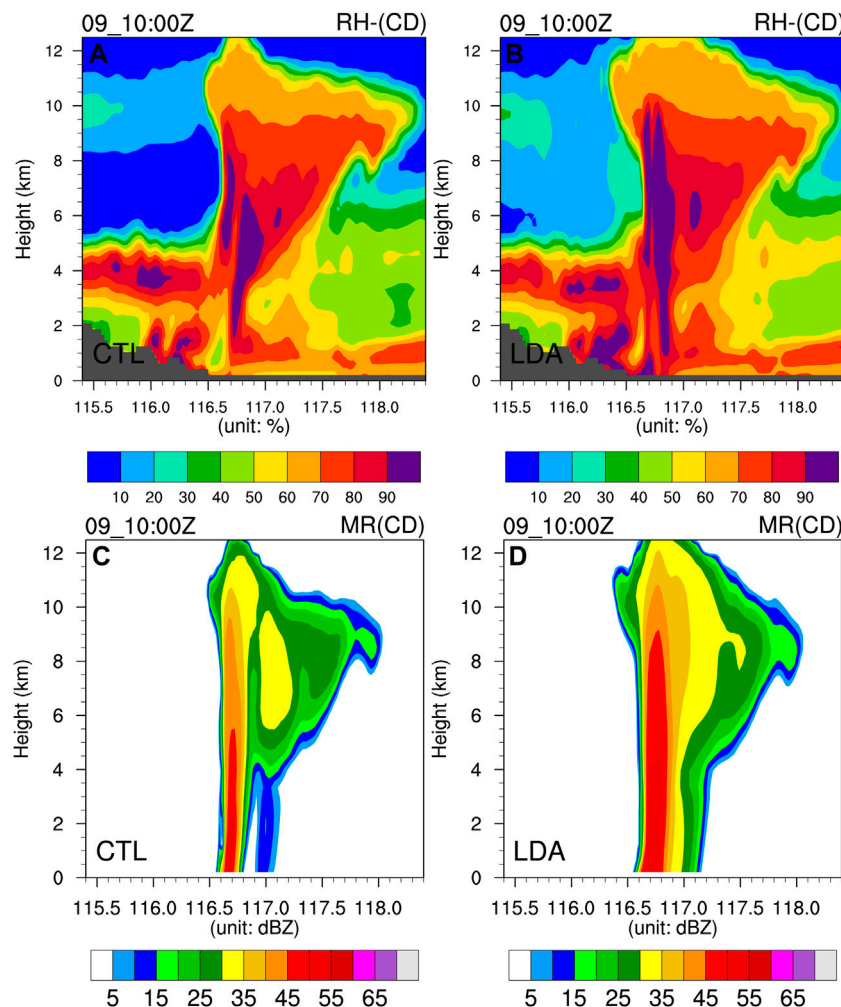 09_10:00Z RH-(CD) 09_10:00Z RH-(CD)
A B
12 12
10 10
8 8
6 6
4 4
2 2
0 0
Height (km) Height (km)
CTL LDA
115.5 116.0 116.5 117.0 117.5 118.0 115.5 116.0 116.5 117.0 117.5 118.0
(unit: %) (unit: %)
10 20 30 40 50 60 70 80 90 10 20 30 40 50 60 70 80 90
09_10:00Z MR(CD) 09_10:00Z MR(CD)
C D
12 12
10 10
8 8
6 6
4 4
2 2
0 0
Height (km) Height (km)
CTL LDA
115.5 116.0 116.5 117.0 117.5 118.0 115.5 116.0 116.5 117.0 117.5 118.0
(unit: dBZ) (unit: dBZ)
5 15 25 35 45 55 65 5 15 25 35 45 55 65